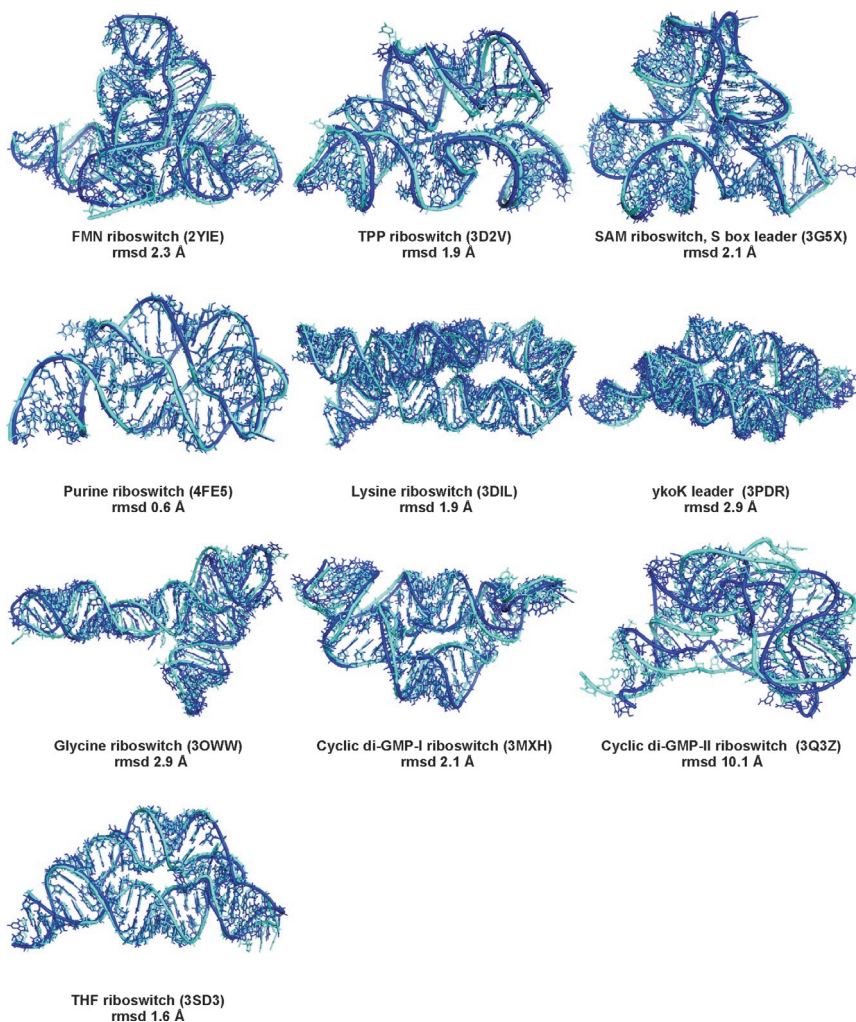 FMN riboswitch (2YIE)
rmsd 2.3 Å
TPP riboswitch (3D2V)
rmsd 1.9 Å
SAM riboswitch, S box leader (3G5X)
rmsd 2.1 Å
Purine riboswitch (4FE5)
rmsd 0.6 Å
Lysine riboswitch (3DIL)
rmsd 1.9 Å
ykoK leader (3PDR)
rmsd 2.9 Å
Glycine riboswitch (3OWW)
rmsd 2.9 Å
Cyclic di-GMP-I riboswitch (3MXH)
rmsd 2.1 Å
Cyclic di-GMP-II riboswitch (3Q3Z)
rmsd 10.1 Å
THF riboswitch (3SD3)
rmsd 1.6 Å